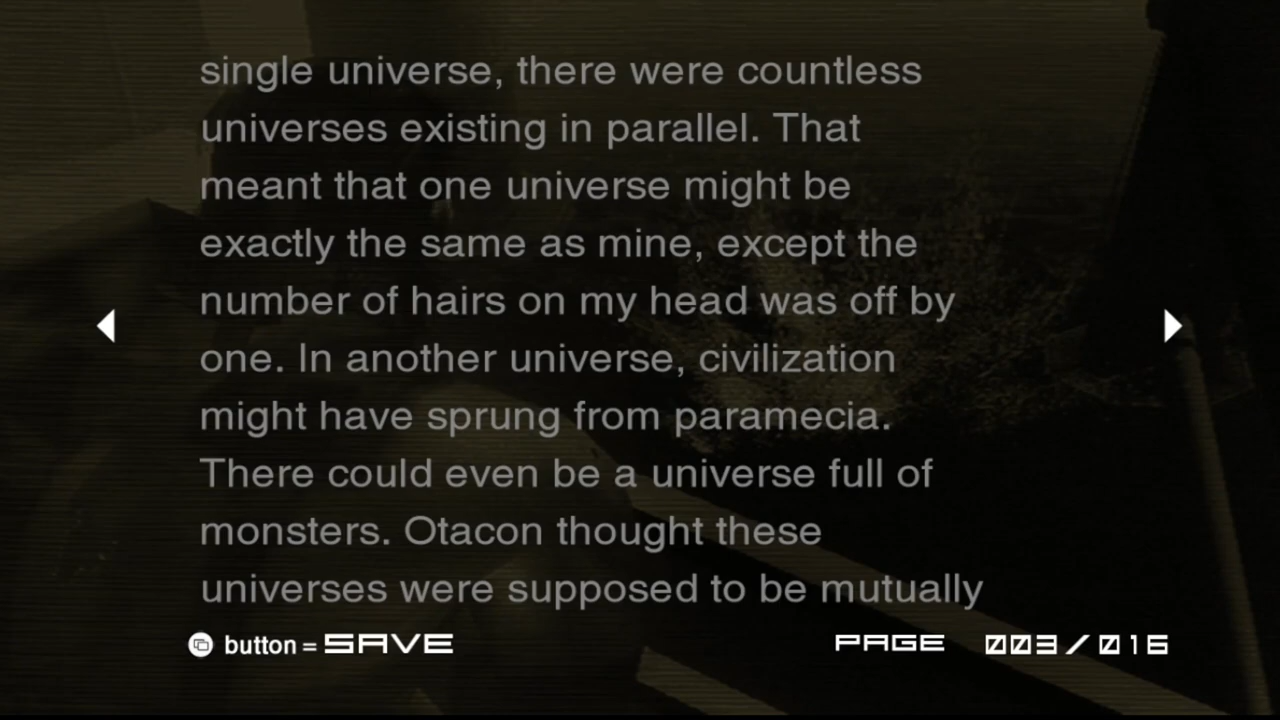 single universe, there were countless
universes existing in parallel. That
meant that one universe might be
exactly the same as mine, except the
number of hairs on my head was off by
one. In another universe, civilization
might have sprung from paramecia.
There could even be a universe full of
monsters. Otacon thought these
universes were supposed to be mutually
button = SAVE
PAGE 003/016